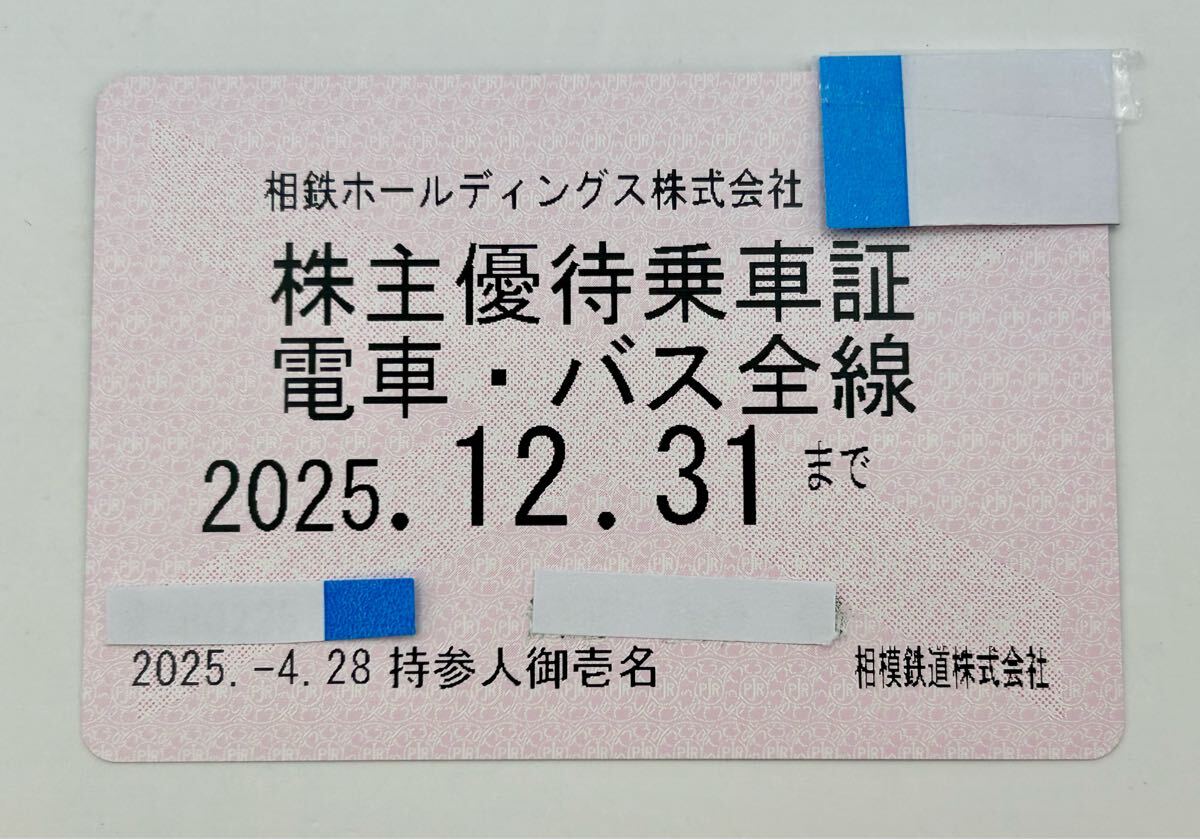 相鉄ホールディングス株式会社
株主優待乗車証
電車・バス全線
2025.12.31まで
2025.-4.28 持参人御壱名
相模鉄道株式会社